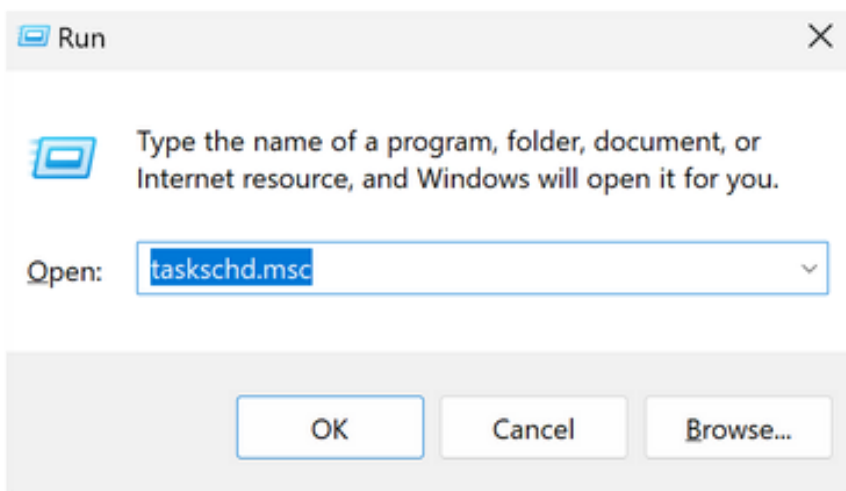 Run
Type the name of a program, folder, document, or
Internet resource, and Windows will open it for you.
Open: taskschd.msc
OK Cancel Browse...